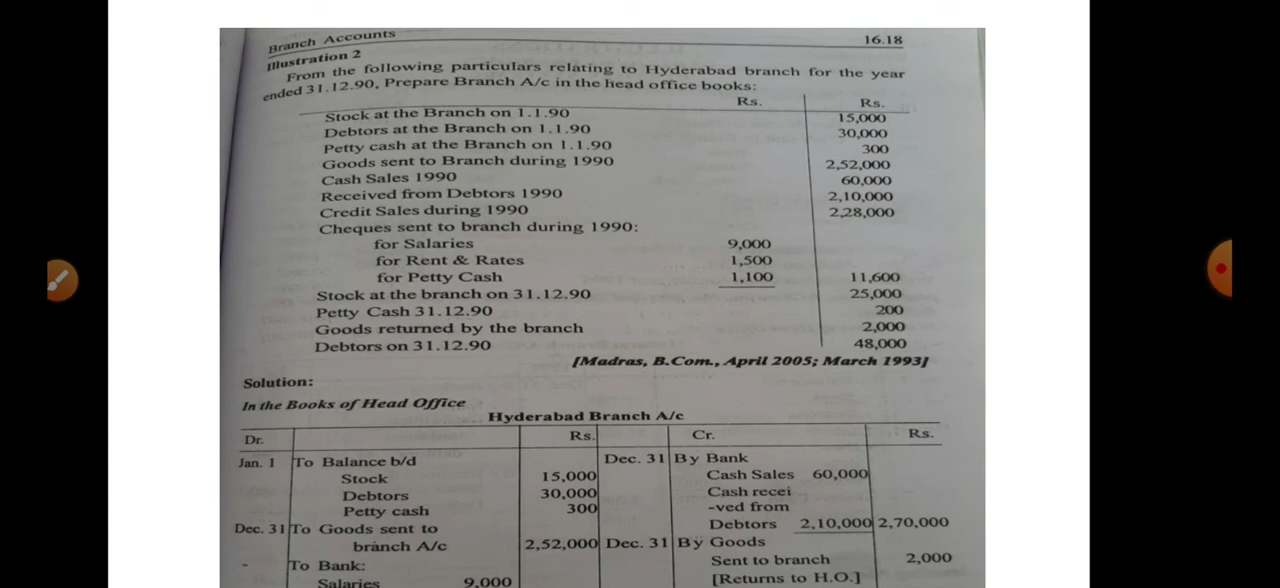 Branch Accounts 16.18
Illustration 2
From the following particulars relating to Hyderabad branch for the year
ended 31.12.90, Prepare Branch A/c in the head office books:
Rs. Rs.
Stock at the Branch on 1.1.90 15,000
Debtors at the Branch on 1.1.90 30,000
Petty cash at the Branch on 1.1.90 300
Goods sent to Branch during 1990 2,52,000
Cash Sales 1990 60,000
Received from Debtors 1990 2,10,000
Credit Sales during 1990 2,28,000
Cheques sent to branch during 1990:
for Salaries 9,000
for Rent & Rates 1,500
for Petty Cash 1,100 11,600
Stock at the branch on 31.12.90 25,000
Petty Cash 31.12.90 200
Goods returned by the branch 2,000
Debtors on 31.12.90 48,000
[Madras, B.Com., April 2005; March 1993]
Solution:
In the Books of Head Office
Hyderabad Branch A/c
Dr. Rs. Cr. Rs.
Jan. 1 To Balance b/d Dec. 31 By Bank
Stock 15,000 Cash Sales 60,000
Debtors 30,000 Cash recei
Petty cash 300 -ved from
Dec. 31 To Goods sent to Debtors 2,10,000 2,70,000
branch A/c 2,52,000 Dec. 31 By Goods
To Bank: Sent to branch 2,000
Salaries 9,000 [Returns to H.O.]